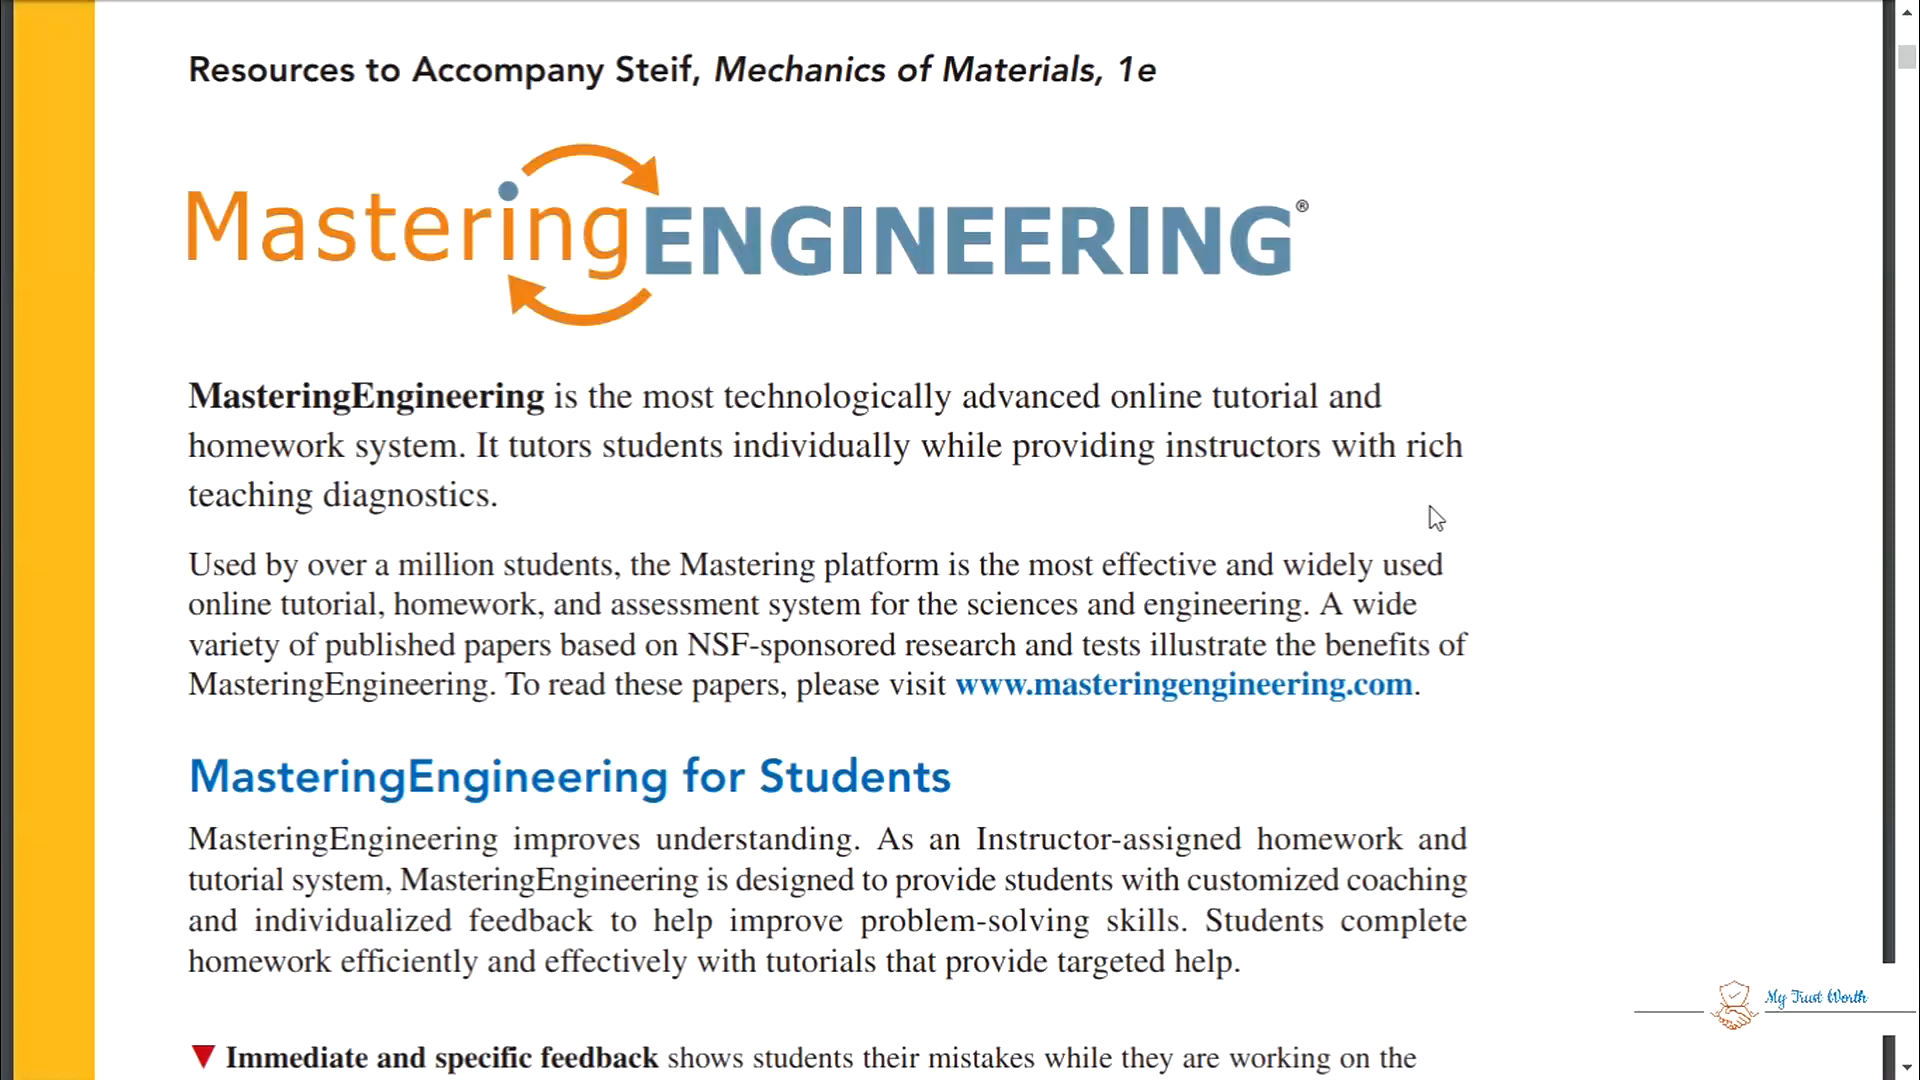 Resources to Accompany Steif, Mechanics of Materials, 1e
MasteringENGINEERING®
MasteringEngineering is the most technologically advanced online tutorial and
homework system. It tutors students individually while providing instructors with rich
teaching diagnostics.
Used by over a million students, the Mastering platform is the most effective and widely used
online tutorial, homework, and assessment system for the sciences and engineering. A wide
variety of published papers based on NSF-sponsored research and tests illustrate the benefits of
MasteringEngineering. To read these papers, please visit www.masteringengineering.com.
MasteringEngineering for Students
MasteringEngineering improves understanding. As an Instructor-assigned homework and
tutorial system, MasteringEngineering is designed to provide students with customized coaching
and individualized feedback to help improve problem-solving skills. Students complete
homework efficiently and effectively with tutorials that provide targeted help.
My Trust Worth
▼ Immediate and specific feedback shows students their mistakes while they are working on the